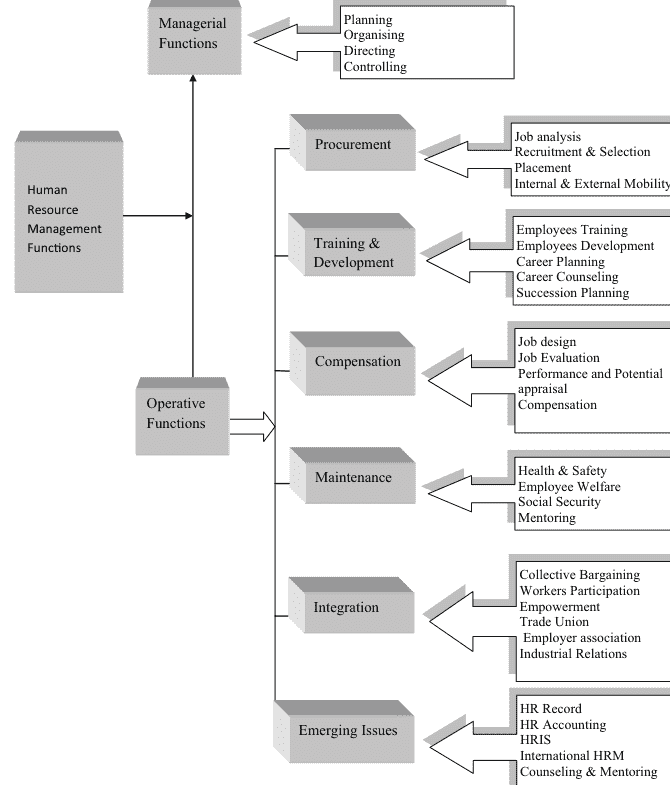 Managerial
Functions
Planning
Organising
Directing
Controlling
Human
Resource
Management
Functions
Procurement
Job analysis
Recruitment & Selection
Placement
Internal & External Mobility
Training &
Development
Employees Training
Employees Development
Career Planning
Career Counseling
Succession Planning
Compensation
Job design
Job Evaluation
Performance and Potential
appraisal
Compensation
Operative
Functions
Maintenance
Health & Safety
Employee Welfare
Social Security
Mentoring
Integration
Collective Bargaining
Workers Participation
Empowerment
Trade Union
Employer association
Industrial Relations
Emerging Issues
HR Record
HR Accounting
HRIS
International HRM
Counseling & Mentoring